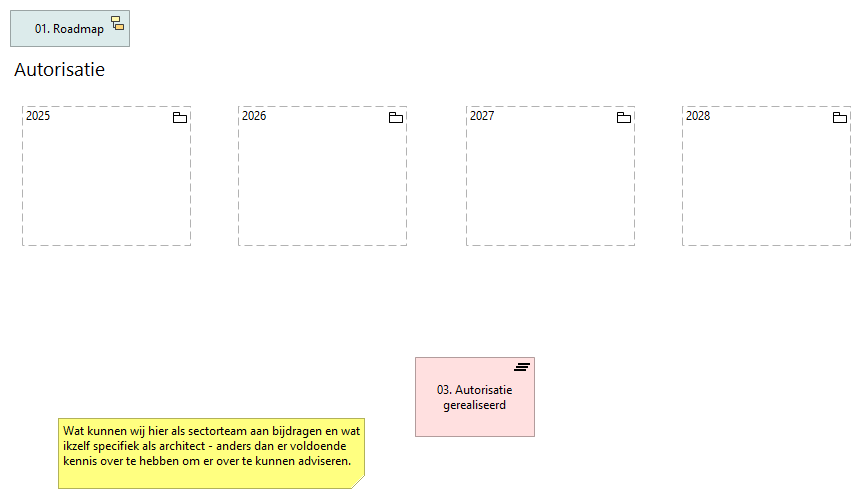 01. Roadmap
Autorisatie
2025
2026
2027
2028
03. Autorisatie
gerealiseerd
Wat kunnen wij hier als sectorteam aan bijdragen en wat
ikzelf specifiek als architect - anders dan er voldoende
kennis over te hebben om er over te kunnen adviseren.